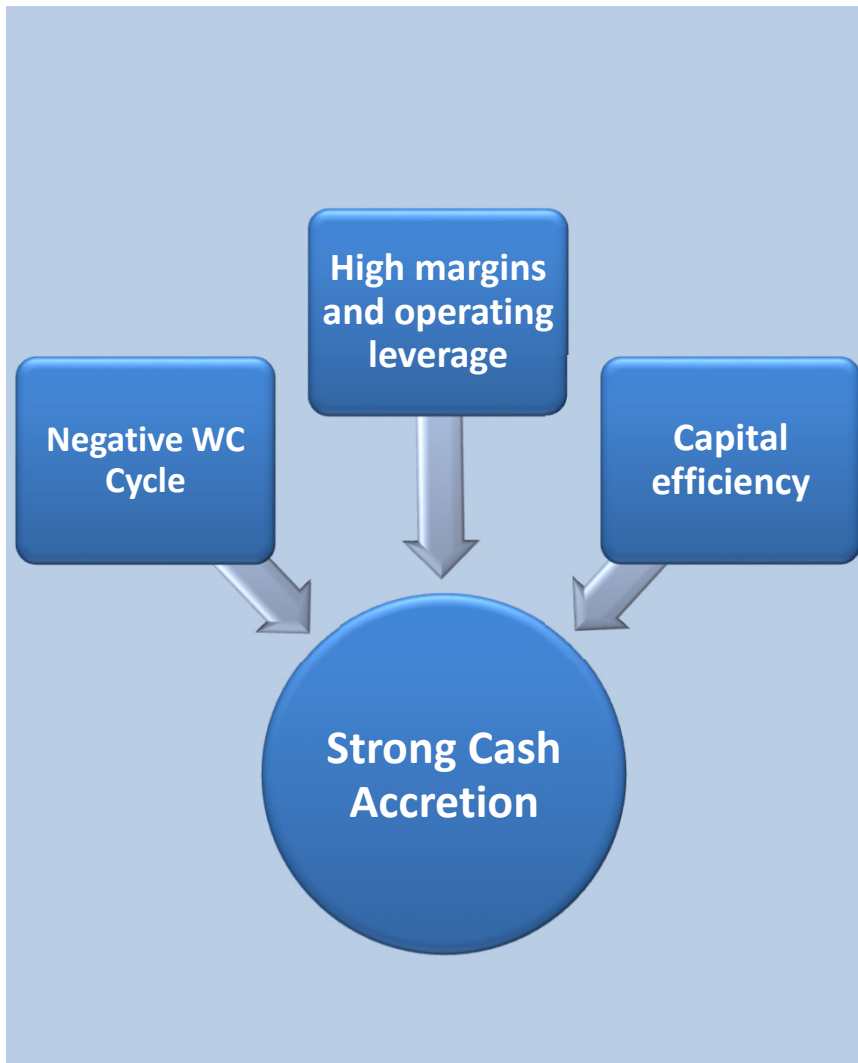 High margins
and operating
leverage
Negative WC
Cycle
Capital
efficiency
Strong Cash
Accretion